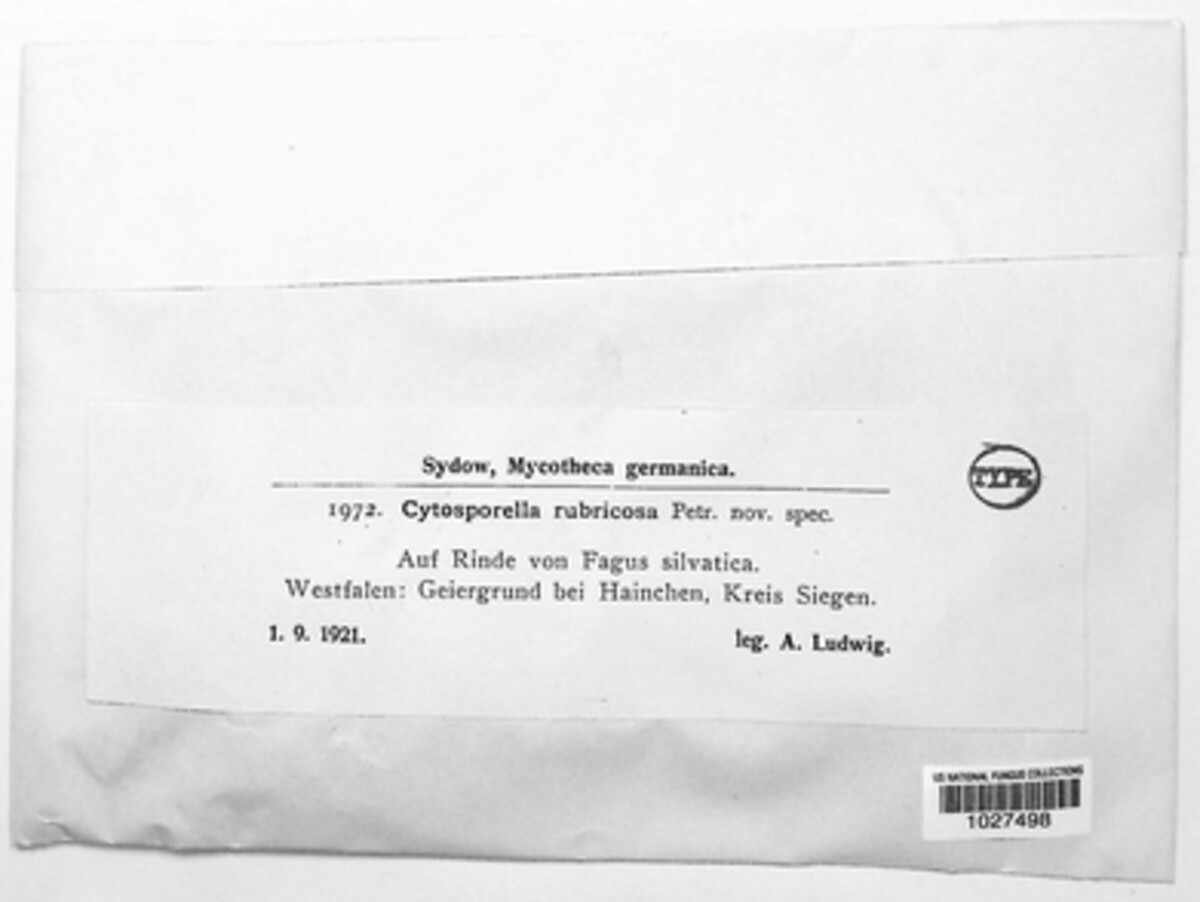 Sydow, Mycotheca germanica.
TYPE
1972. Cytosporella rubricosa Petr. nov. spec.
Auf Rinde von Fagus silvatica.
Westfalen: Geiergrund bei Hainchen, Kreis Siegen.
1. 9. 1921. leg. A. Ludwig.
US NATIONAL FUNGUS COLLECTIONS
1027498